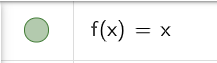 f(x) = x